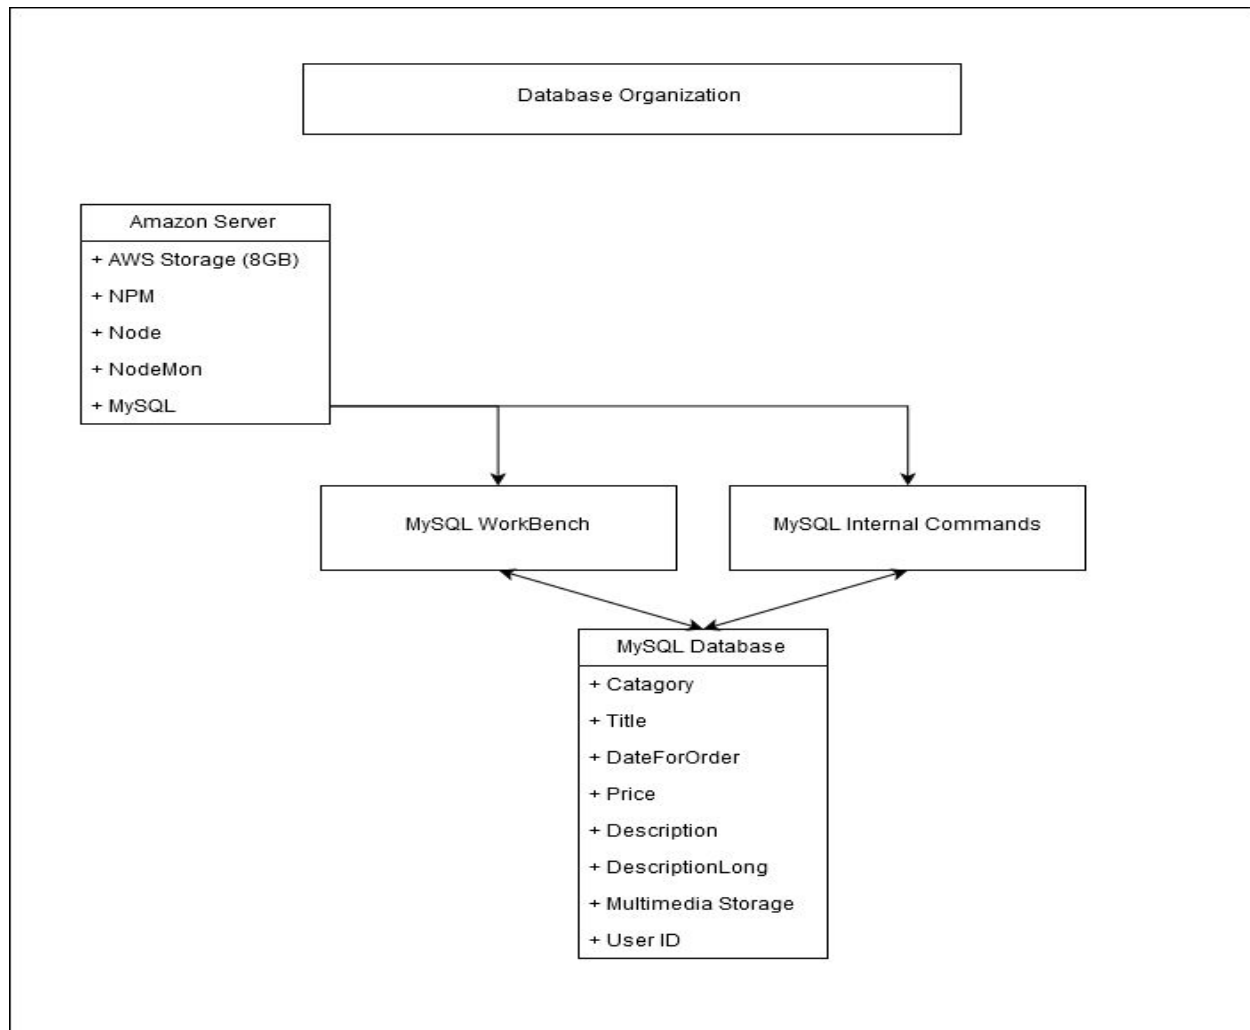 Database Organization
Amazon Server
+ AWS Storage (8GB)
+ NPM
+ Node
+ NodeMon
+ MySQL
MySQL WorkBench
MySQL Internal Commands
MySQL Database
+ Catagory
+ Title
+ DateForOrder
+ Price
+ Description
+ DescriptionLong
+ Multimedia Storage
+ User ID